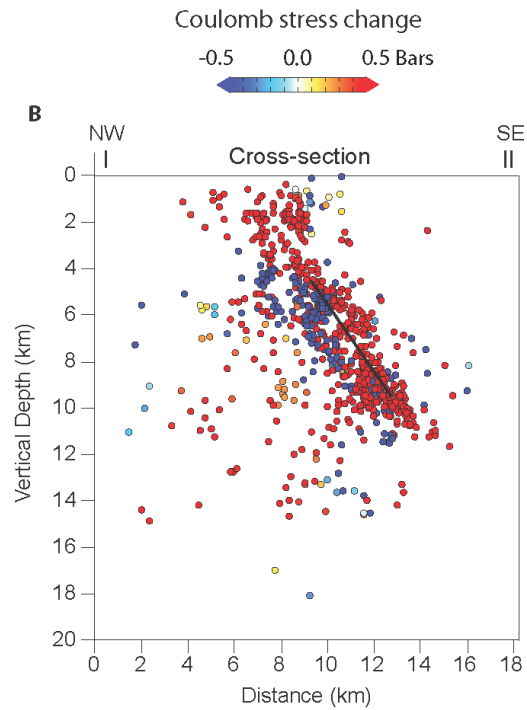 Coulomb stress change
-0.5 0.0 0.5 Bars
B
NW SE
I Cross-section II
0
2
4
6
8
10
12
14
16
18
20
Vertical Depth (km)
0 2 4 6 8 10 12 14 16 18
Distance (km)